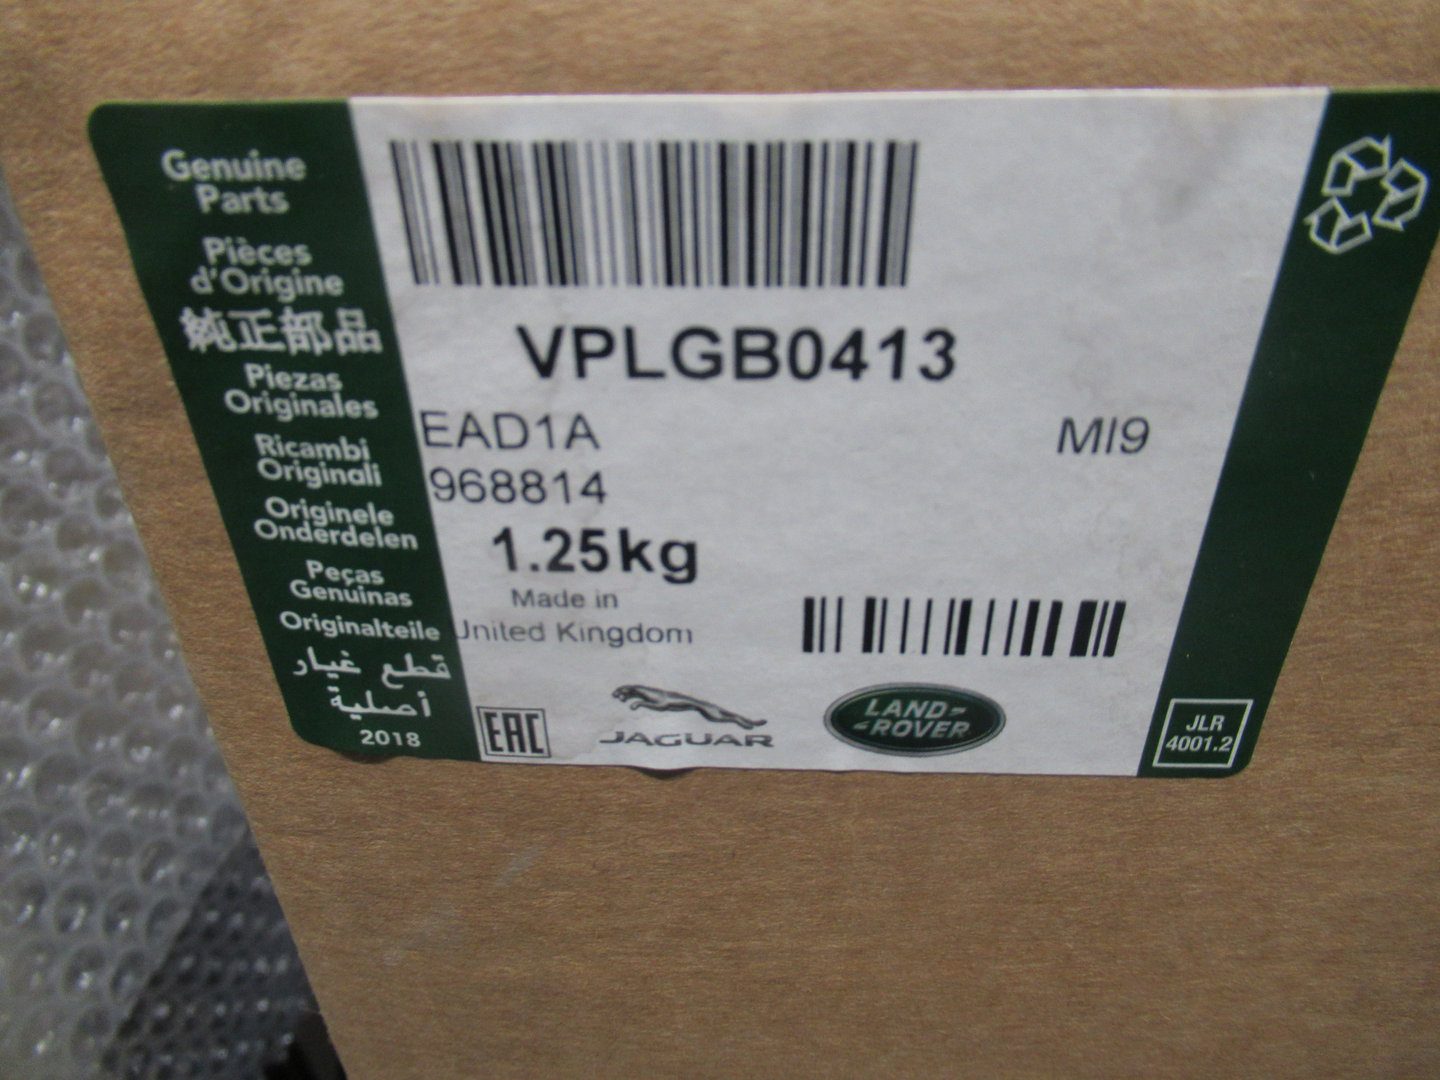 Genuine
Parts
Pièces
d'Origine
純正部品
Piezas
Originales
Ricambi
Originali
Originele
Onderdelen
Peças
Genuínas
Originalteile
قطع غيار
أصلية
2018
VPLGB0413
EAD1A
MI9
968814
1.25kg
Made in
United Kingdom
EAC
JAGUAR
LAND-
ROVER
JLR
4001.2